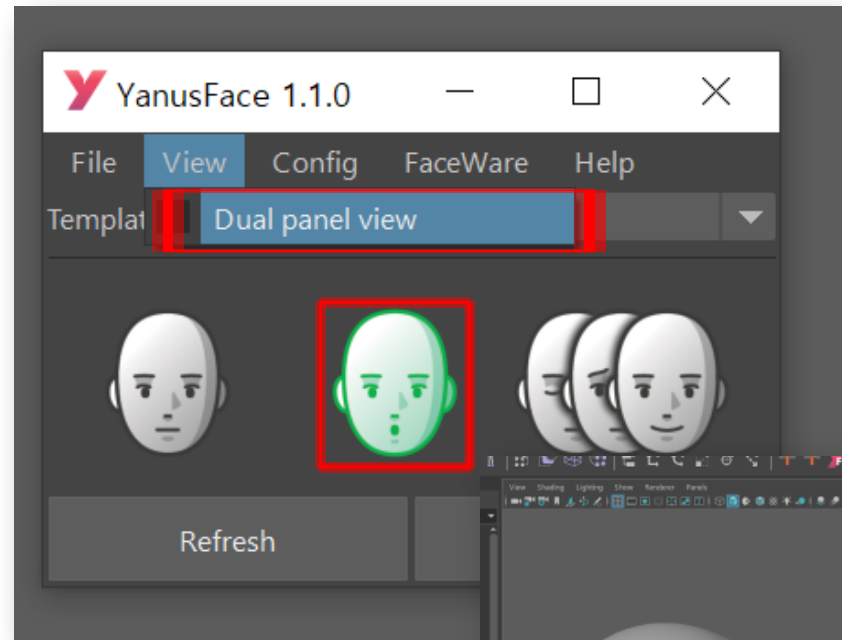 YanusFace 1.1.0
File View Config FaceWare Help
Templat
Dual panel view
Refresh
View Shading Lighting Show Renderer Panels